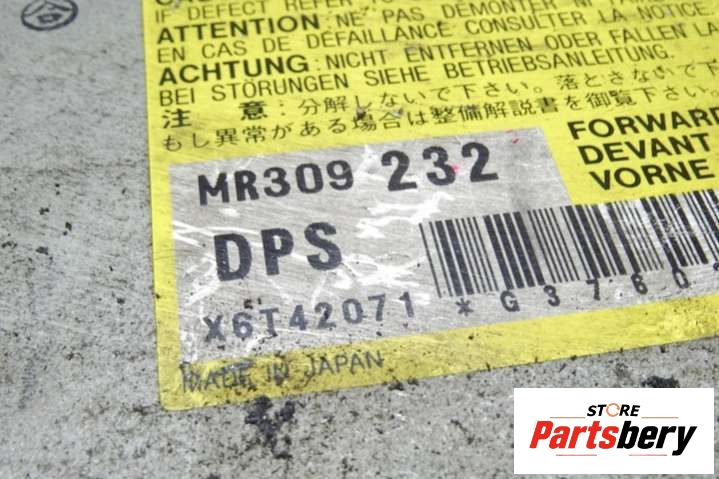 合
IF DEFECT REFER
ATTENTION: NE PAS DEMONTER NI
EN CAS DE DEFAILLANCE CONSULTER LA NOTICE
ACHTUNG: NICHT ENTFERNEN ODER FALLEN LA
BEI STÖRUNGEN SIEHE BETRIEBSANLEITUNG.
注 意:分解しないで下さい。落とさないで下
もし異常がある場合は整備解説書を御覧下さい。
FORWARD
DEVANT
VORNE
MR309 232
DPS
X6T42071 *G3760
MADE IN JAPAN
STORE
Partsbery